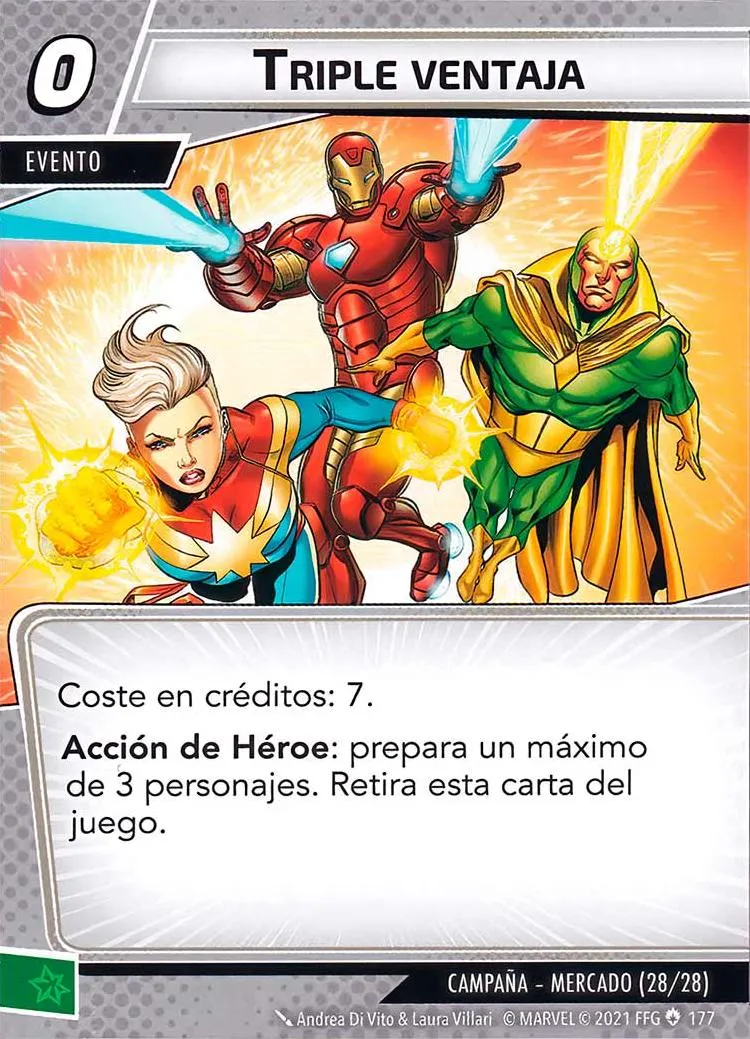 0
TRIPLE VENTAJA
EVENTO
Coste en créditos: 7.
Acción de Héroe: prepara un máximo
de 3 personajes. Retira esta carta del
juego.
CAMPAÑA – MERCADO (28/28)
Andrea Di Vito & Laura Villari © MARVEL © 2021 FFG 177